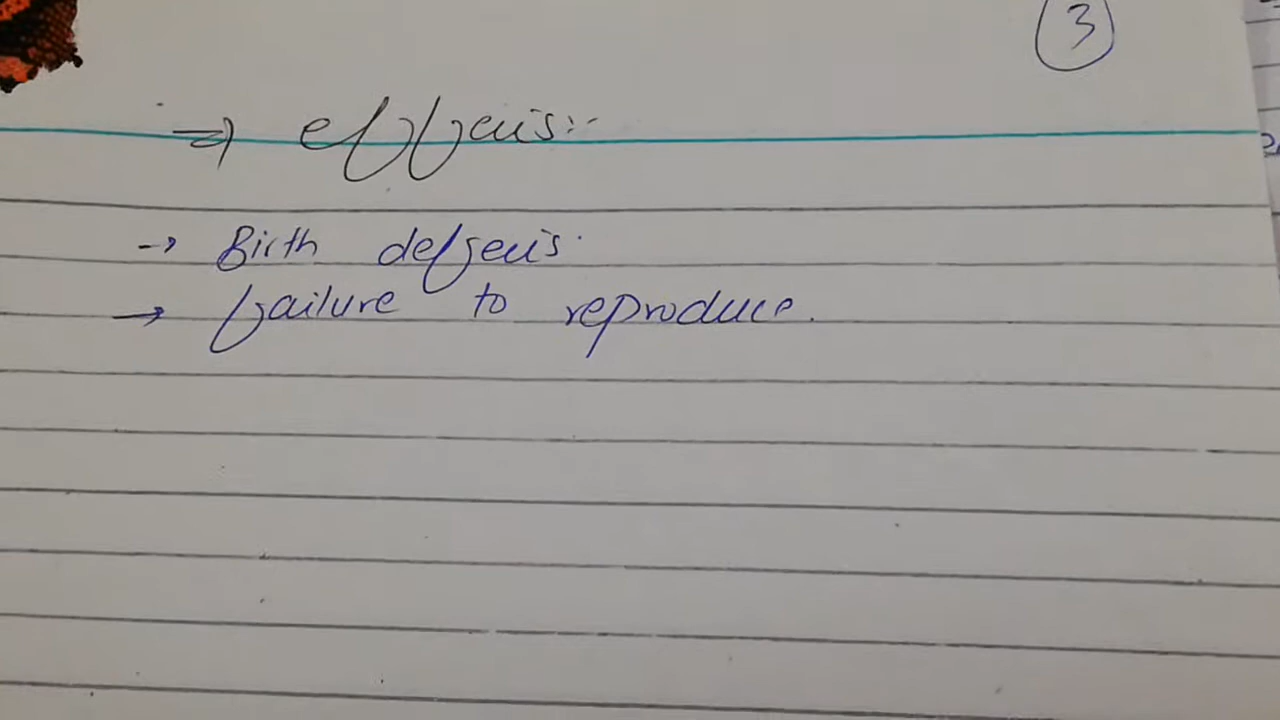 3
⇒ effects:-
→ Birth defects.
→ failure to reproduce.